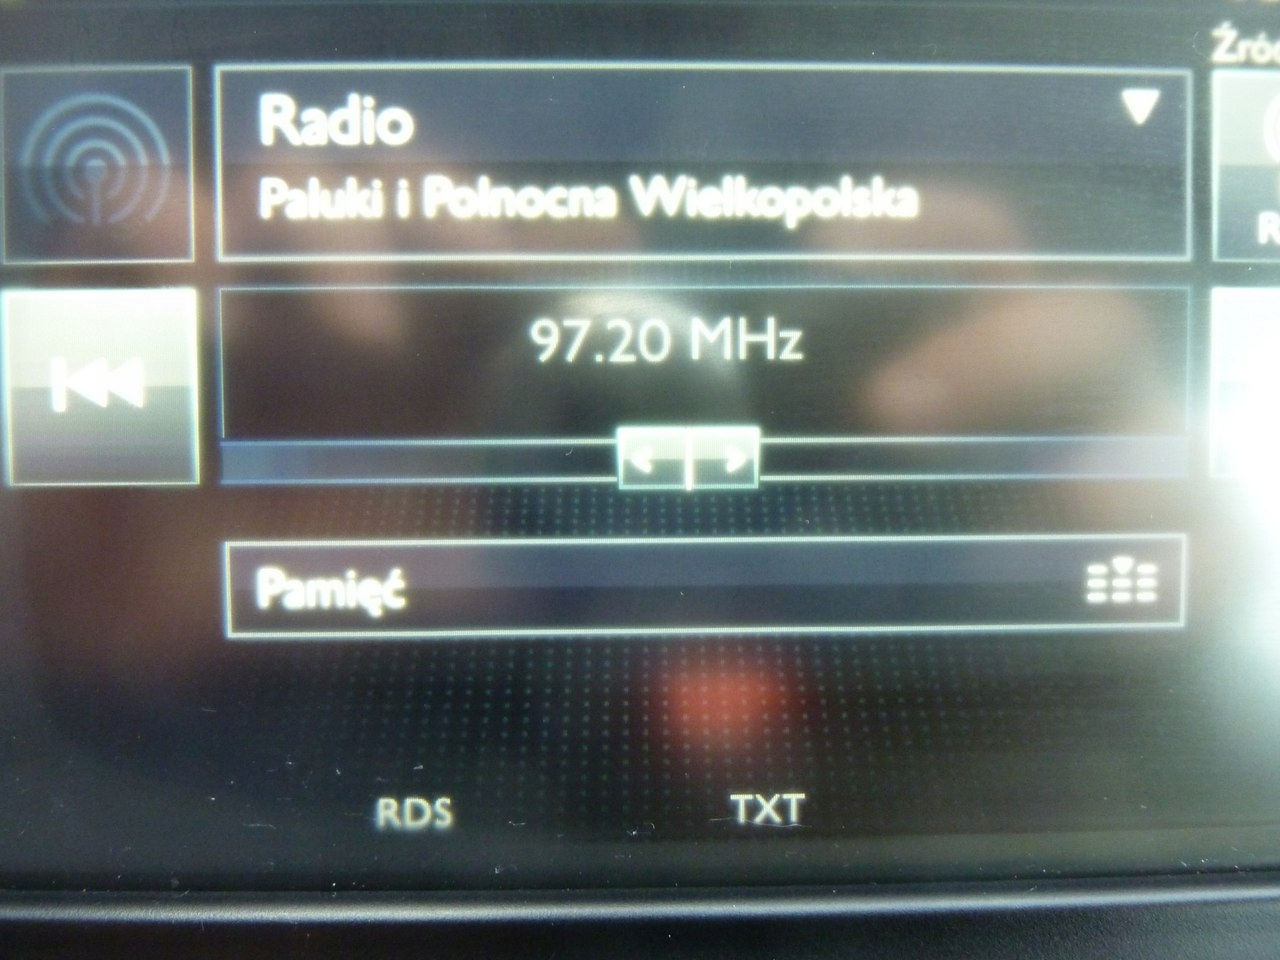 Radio
Paluki i Polnocna Wielkopolska
97.20 MHz
Pamięć
RDS
TXT